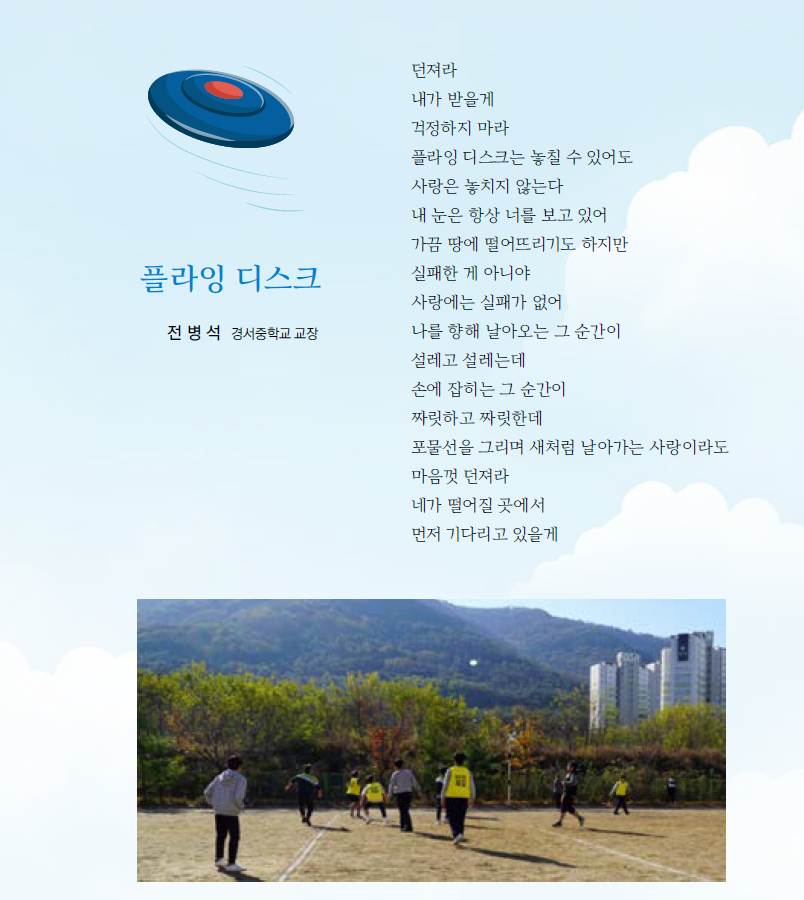 플라잉 디스크
전병석 경서중학교 교장
던져라
내가 받을게
걱정하지 마라
플라잉 디스크는 놓칠 수 있어도
사랑은 놓치지 않는다
내 눈은 항상 너를 보고 있어
가끔 땅에 떨어뜨리기도 하지만
실패한 게 아니야
사랑에는 실패가 없어
나를 향해 날아오는 그 순간이
설레고 설레는데
손에 잡히는 그 순간이
짜릿하고 짜릿한데
포물선을 그리며 새처럼 날아가는 사랑이라도
마음껏 던져라
네가 떨어질 곳에서
먼저 기다리고 있을게